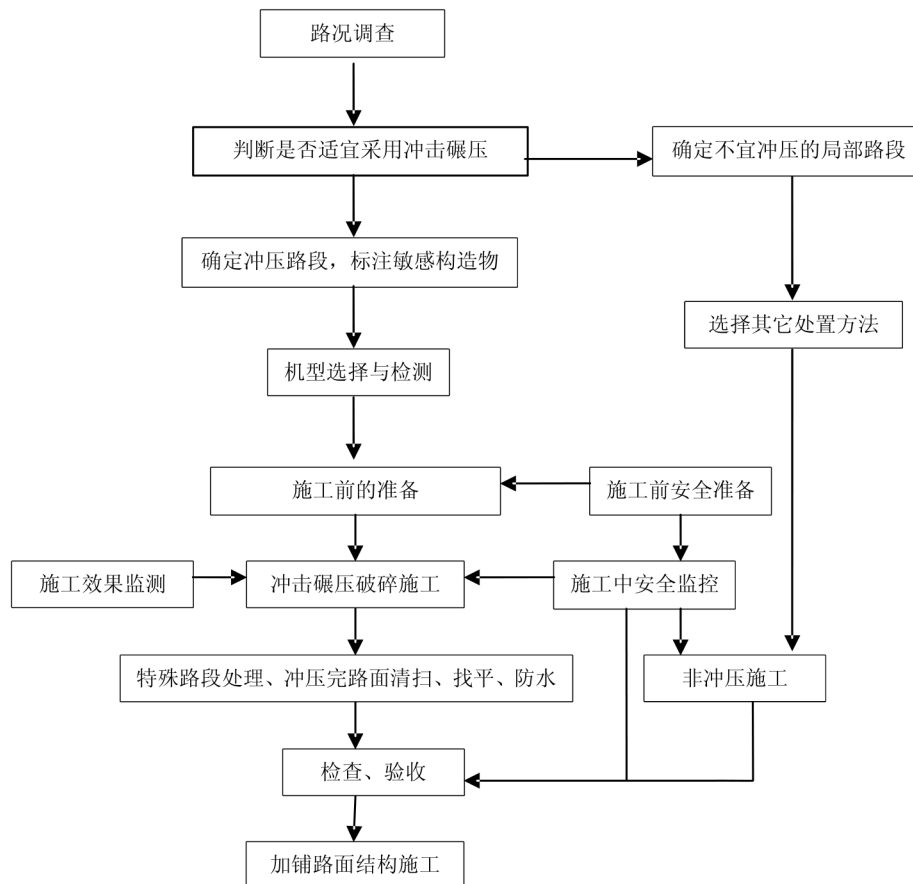 路况调查
判断是否适宜采用冲击碾压
确定不宜冲压的局部路段
确定冲压路段，标注敏感构造物
选择其它处置方法
机型选择与检测
施工前的准备
施工前安全准备
施工效果监测
冲击碾压破碎施工
施工中安全监控
特殊路段处理、冲压完路面清扫、找平、防水
非冲压施工
检查、验收
加铺路面结构施工